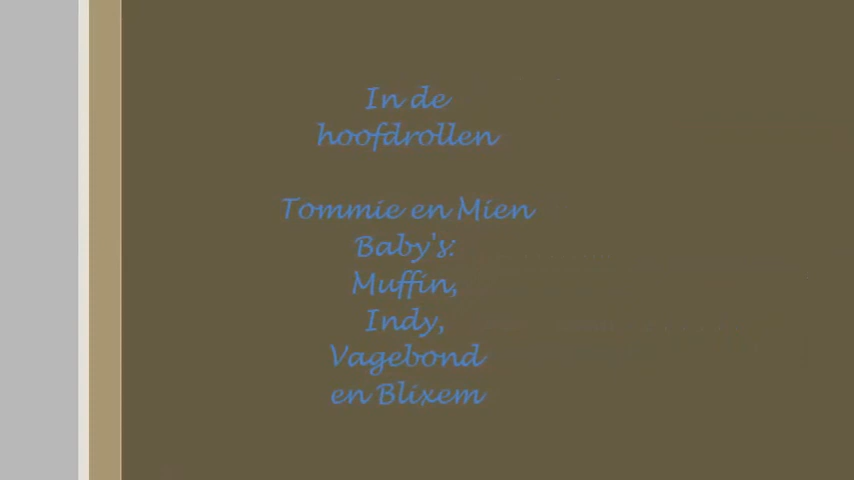 In de
hoofdrollen
Tommie en Mien
Baby's:
Muffin,
Indy,
Vagebond
en Blixem